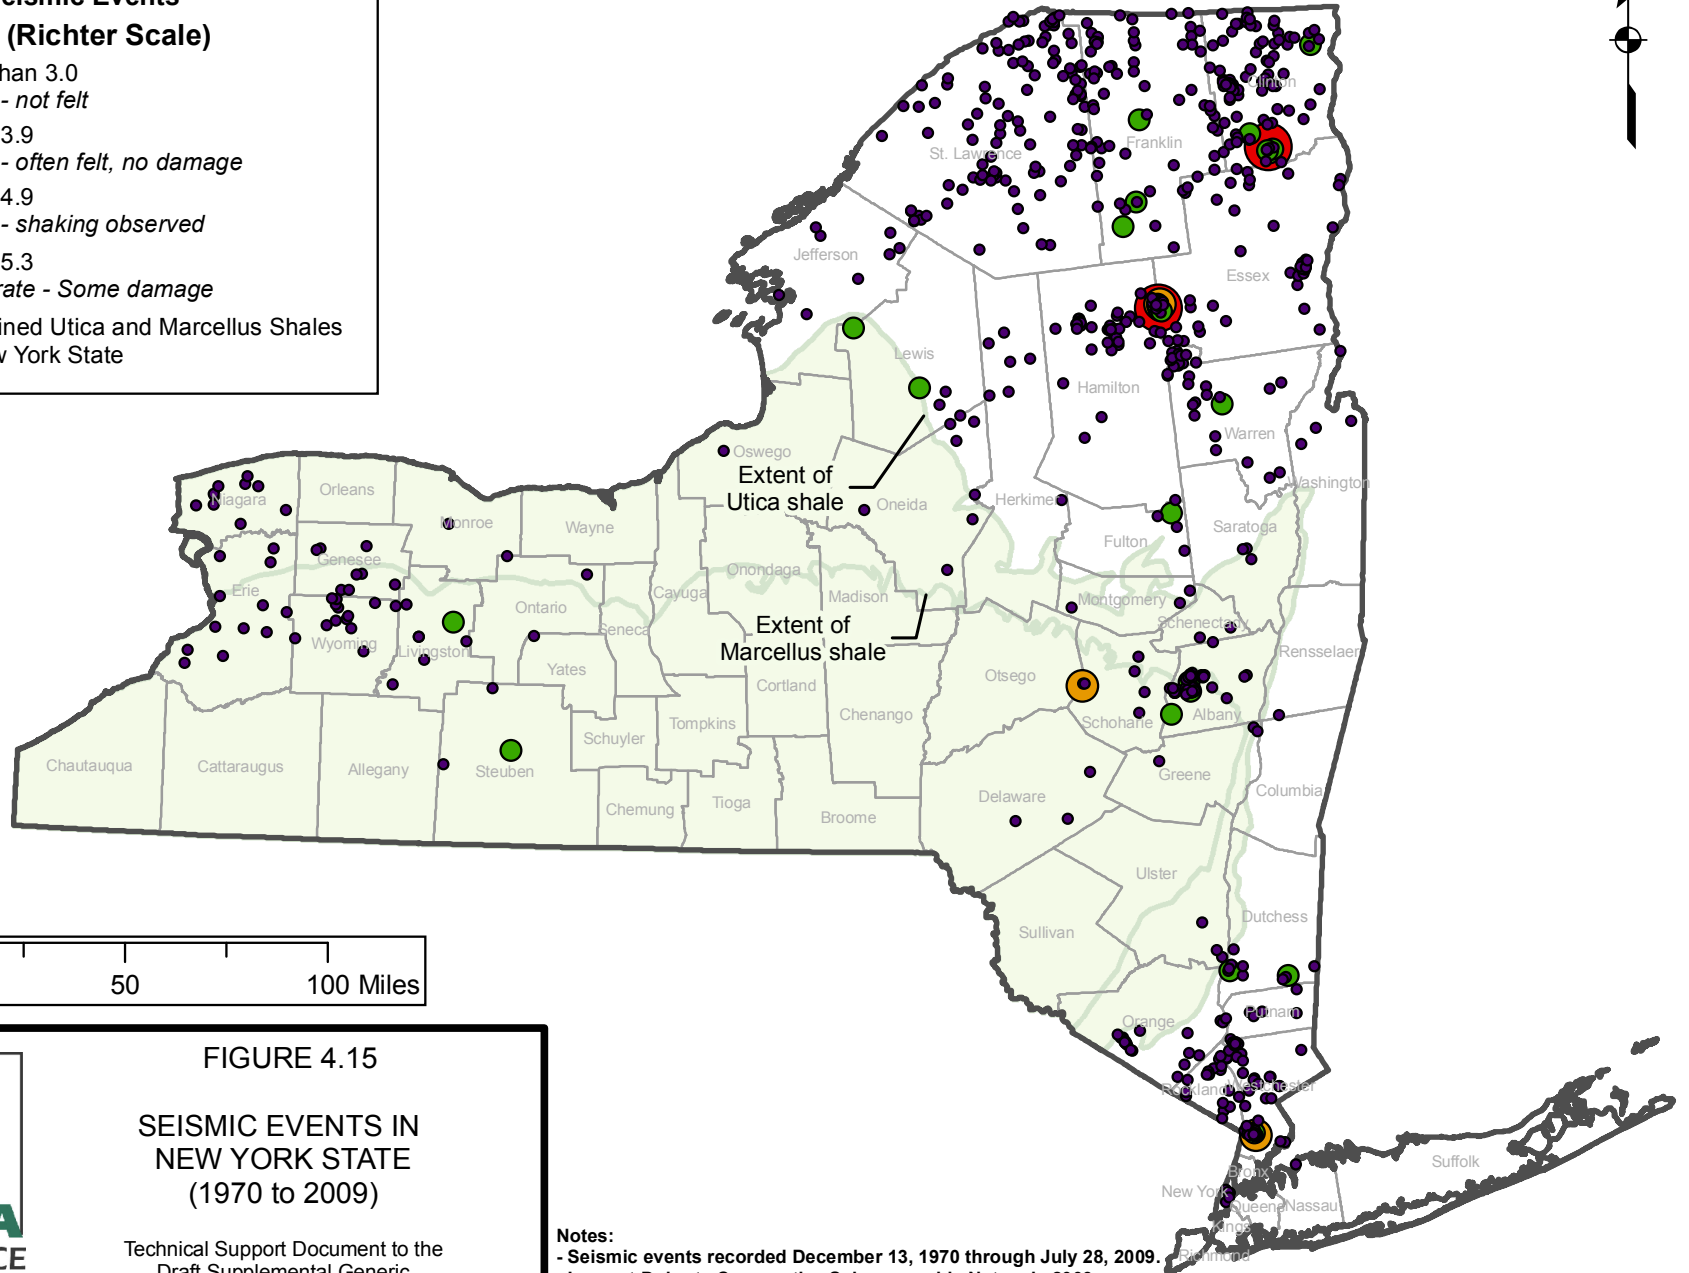 (Richter Scale)
han 3.0
- not felt
3.9
- often felt, no damage
4.9
- shaking observed
5.3
rate - Some damage
ined Utica and Marcellus Shales
York State
Clinton
Franklin
St. Lawrence
Jefferson
Essex
Lewis
Hamilton
Warren
Oswego
Extent of
Utica shale
Oneida
Herkimer
Washington
Niagara
Orleans
Monroe
Wayne
Saratoga
Fulton
Genesee
Onondaga
Erie
Cayuga
Madison
Montgomery
Ontario
Schenectady
Extent of
Marcellus shale
Seneca
Wyoming
Livingston
Rensselaer
Yates
Otsego
Cortland
Chenango
Schoharie
Albany
Tompkins
Schuyler
Chautauqua
Cattaraugus
Allegany
Steuben
Greene
Columbia
Delaware
Chemung
Tioga
Broome
Ulster
Dutchess
Sullivan
Putnam
Orange
Rockland
Westchester
Suffolk
Bronx
New York
Queens
Nassau
Kings
Richmond
50
100 Miles
FIGURE 4.15
SEISMIC EVENTS IN
NEW YORK STATE
(1970 to 2009)
Technical Support Document to the
Draft Supplemental Generic
A
CE
Notes:
- Seismic events recorded December 13, 1970 through July 28, 2009.